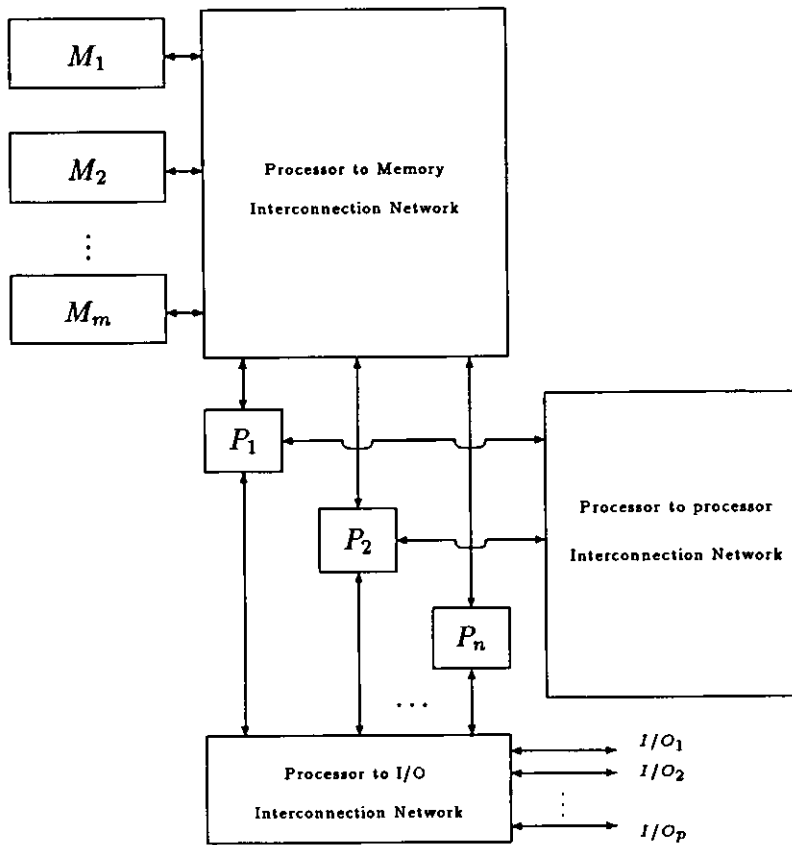 M₁
M₂
⋮
Mₘ
Processor to Memory
Interconnection Network
P₁
P₂
Pₙ
Processor to processor
Interconnection Network
...
Processor to I/O
Interconnection Network
I/O₁
I/O₂
⋮
I/Oₚ